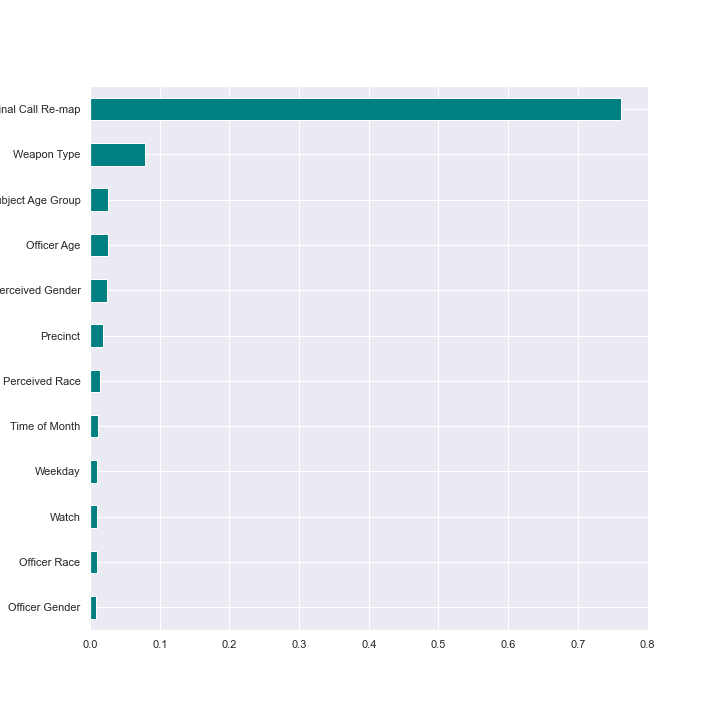 inal Call Re-map
Weapon Type
bject Age Group
Officer Age
erceived Gender
Precinct
Perceived Race
Time of Month
Weekday
Watch
Officer Race
Officer Gender
0.0 0.1 0.2 0.3 0.4 0.5 0.6 0.7 0.8